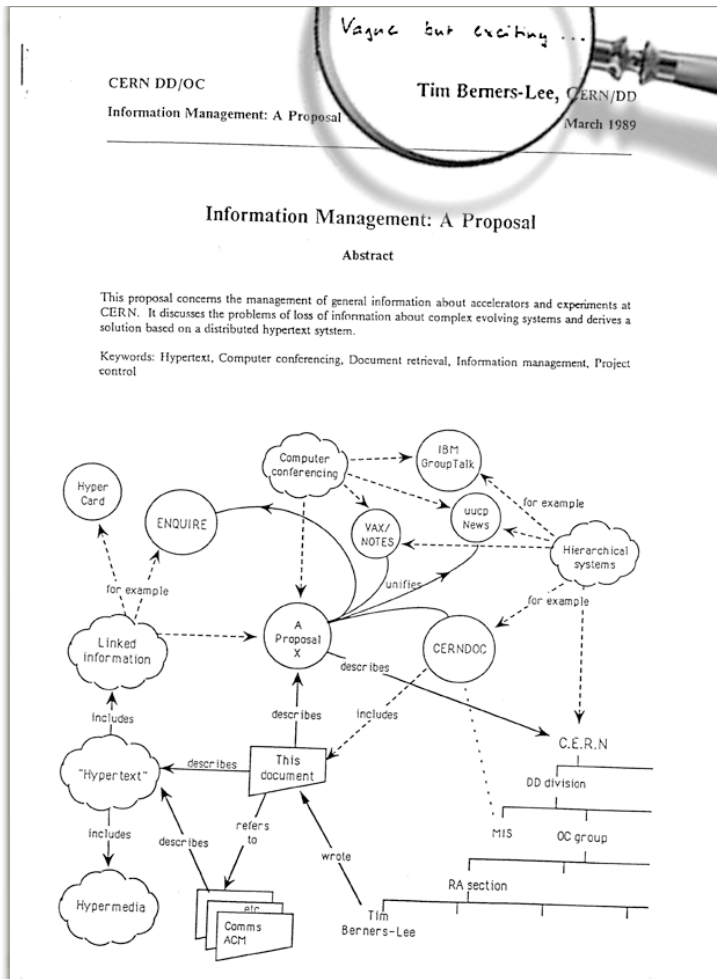 Vague but exciting ...
CERN DD/OC
Tim Berners-Lee, CERN/DD
Information Management: A Proposal
March 1989
Information Management: A Proposal
Abstract
This proposal concerns the management of general information about accelerators and experiments at
CERN. It discusses the problems of loss of information about complex evolving systems and derives a
solution based on a distributed hypertext sytstem.
Keywords: Hypertext, Computer conferencing, Document retrieval, Information management, Project
control
Computer
conferencing
IBM
GroupTalk
Hyper
Card
ENQUIRE
VAX/
NOTES
uucp
News
for example
Hierarchical
systems
unifies
for example
for example
Linked
information
A
Proposal
X
CERNDOC
describes
includes
describes
includes
C.E.R.N
"Hypertext"
describes
This
document
DD division
includes
describes
refers
to
wrote
MIS
OC group
RA section
Hypermedia
etc
Comms
ACM
Tim
Berners-Lee